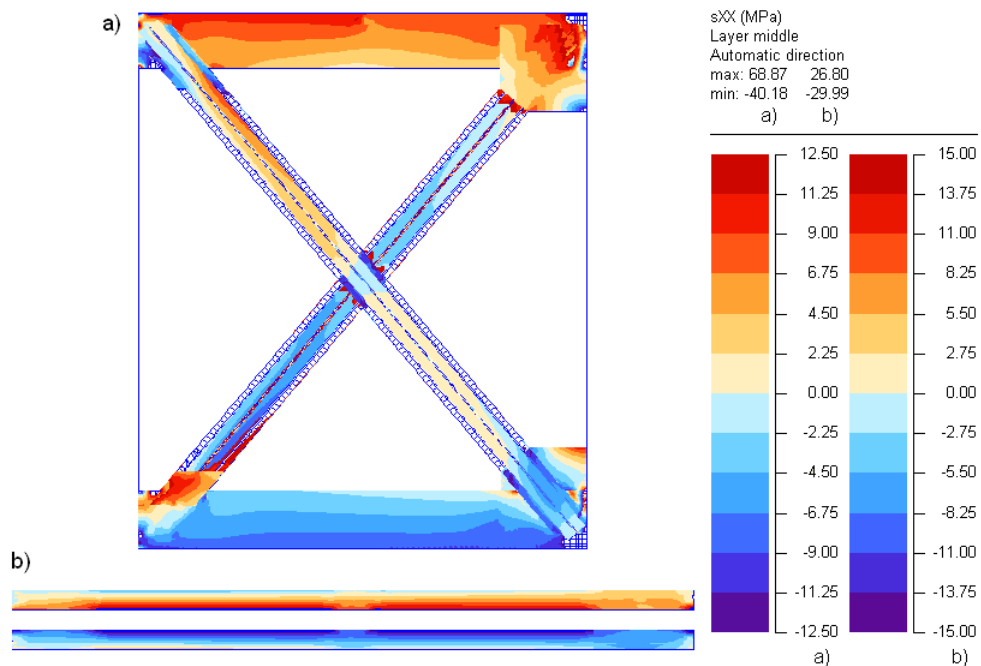 a)
sXX (MPa)
Layer middle
Automatic direction
max: 68.87 26.80
min: -40.18 -29.99
a) b)
12.50 15.00
11.25 13.75
9.00 11.00
6.75 8.25
4.50 5.50
2.25 2.75
0.00 0.00
-2.25 -2.75
-4.50 -5.50
-6.75 -8.25
-9.00 -11.00
-11.25 -13.75
-12.50 -15.00
a) b)
b)